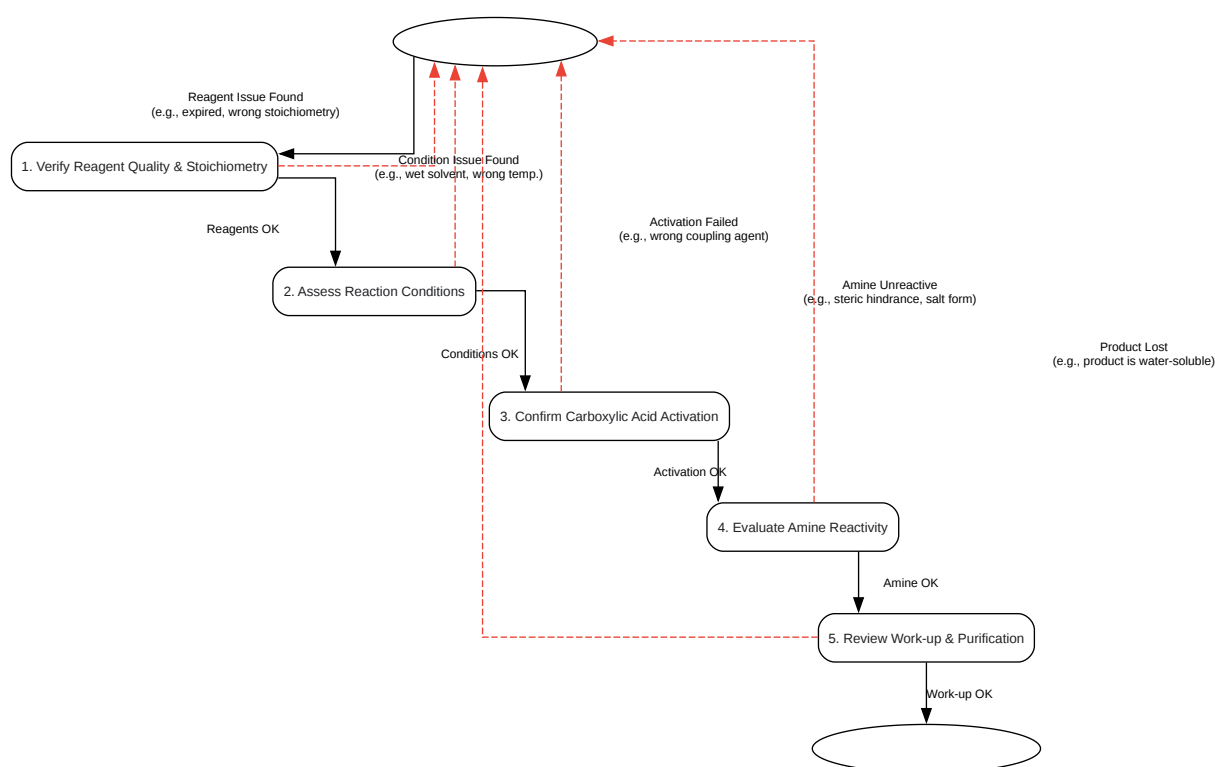 Reagent Issue Found
(e.g., expired, wrong stoichiometry)
1. Verify Reagent Quality & Stoichiometry
Condition Issue Found
(e.g., wet solvent, wrong temp.)
Reagents OK
Activation Failed
(e.g., wrong coupling agent)
2. Assess Reaction Conditions
Amine Unreactive
(e.g., steric hindrance, salt form)
Conditions OK
Product Lost
(e.g., product is water-soluble)
3. Confirm Carboxylic Acid Activation
Activation OK
4. Evaluate Amine Reactivity
Amine OK
5. Review Work-up & Purification
Work-up OK